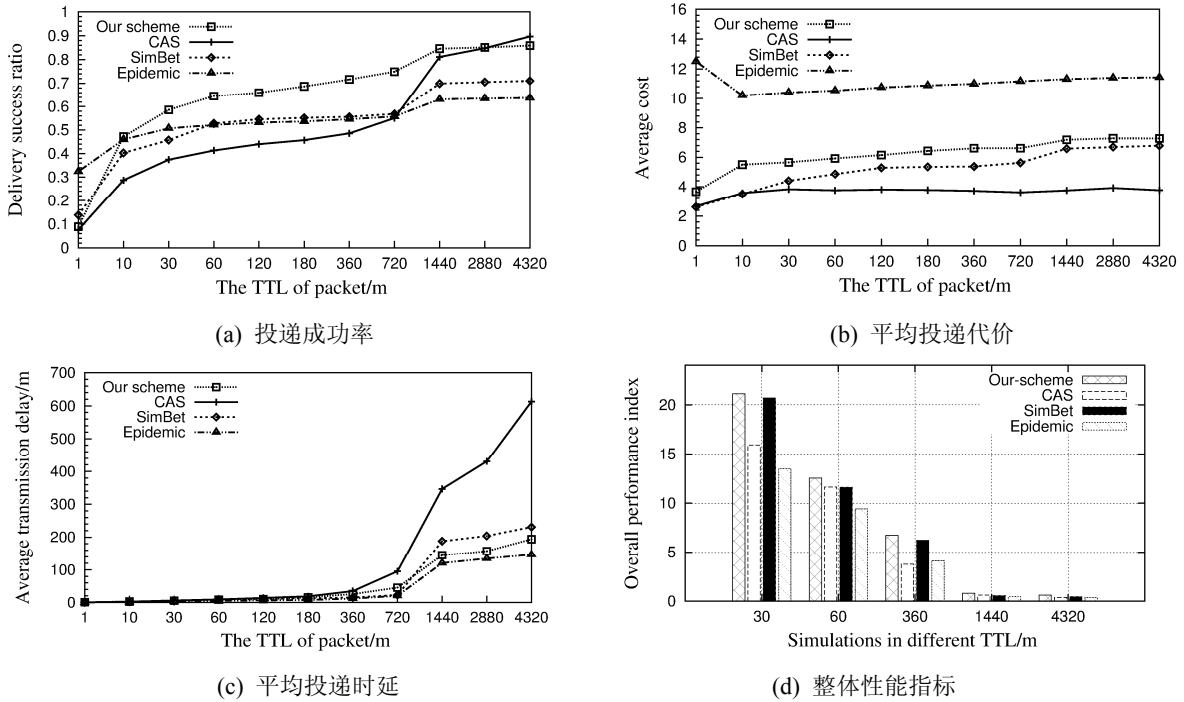 Delivery success ratio
1
0.9
0.8
0.7
0.6
0.5
0.4
0.3
0.2
0.1
0
Our scheme
CAS
SimBet
Epidemic
1 10 30 60 120 180 360 720 1440 2880 4320
The TTL of packet/m
(a) 投递成功率
Average cost
16
14
12
10
8
6
4
2
0
Our scheme
CAS
SimBet
Epidemic
1 10 30 60 120 180 360 720 1440 2880 4320
The TTL of packet/m
(b) 平均投递代价
Average transmission delay/m
700
600
500
400
300
200
100
0
Our scheme
CAS
SimBet
Epidemic
1 10 30 60 120 180 360 720 1440 2880 4320
The TTL of packet/m
(c) 平均投递时延
Overall performance index
20
15
10
5
0
Our-scheme
CAS
SimBet
Epidemic
30 60 360 1440 4320
Simulations in different TTL/m
(d) 整体性能指标